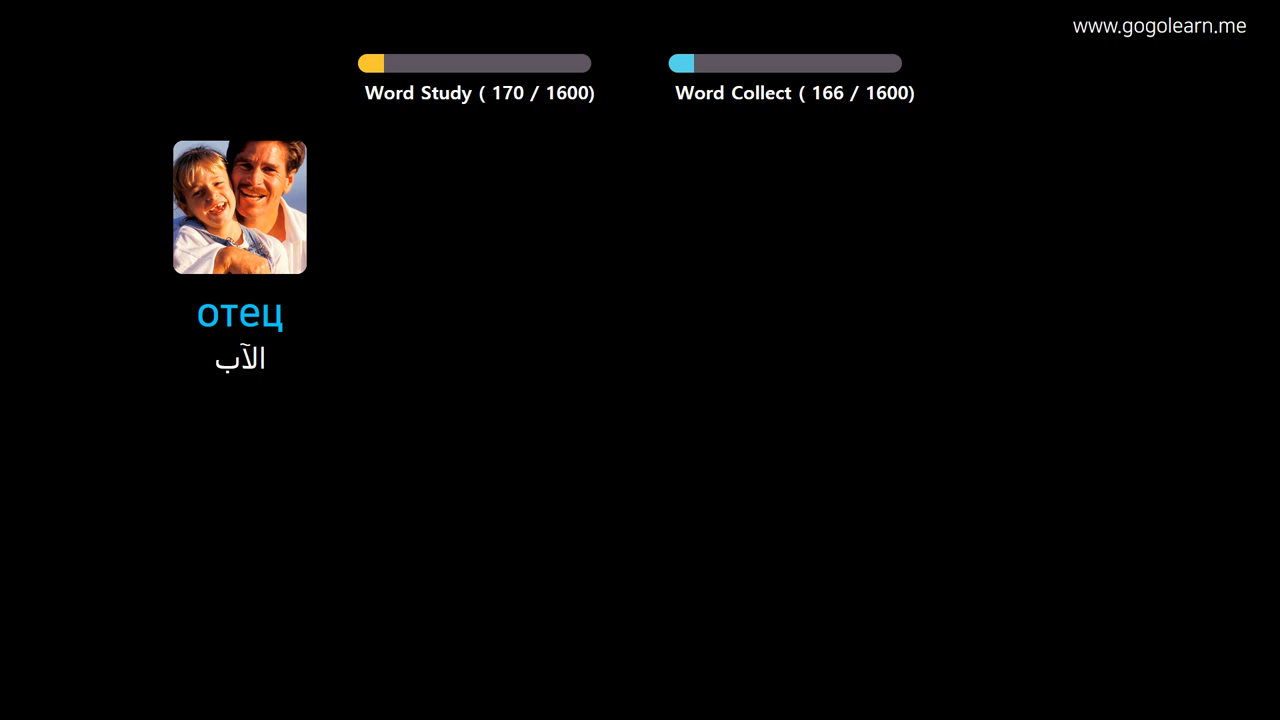 www.gogolearn.me
Word Study ( 170 / 1600)
Word Collect ( 166 / 1600)
отец
الآب